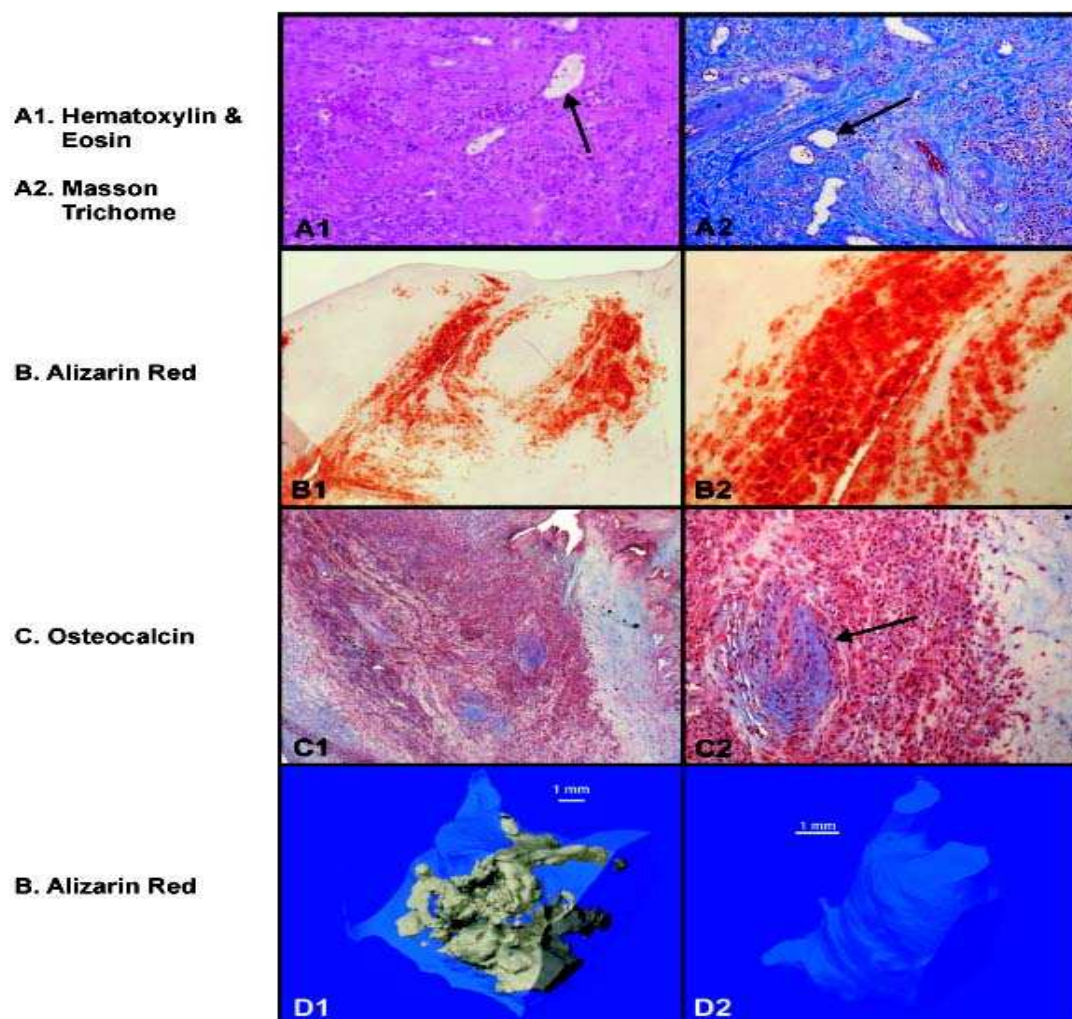 A1. Hematoxylin &
Eosin
A2. Masson
Trichome
A1
A2
B. Alizarin Red
B1
B2
C. Osteocalcin
C1
C2
B. Alizarin Red
1 mm
D1
1 mm
D2